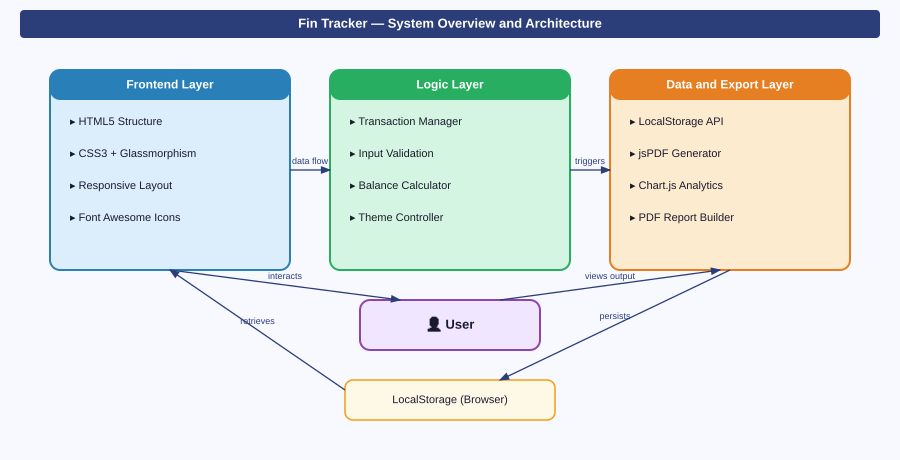 Fin Tracker — System Overview and Architecture
Frontend Layer
▸ HTML5 Structure
▸ CSS3 + Glassmorphism
▸ Responsive Layout
▸ Font Awesome Icons
data flow
Logic Layer
▸ Transaction Manager
▸ Input Validation
▸ Balance Calculator
▸ Theme Controller
triggers
Data and Export Layer
▸ LocalStorage API
▸ jsPDF Generator
▸ Chart.js Analytics
▸ PDF Report Builder
interacts
views output
retrieves
👤 User
persists
LocalStorage (Browser)